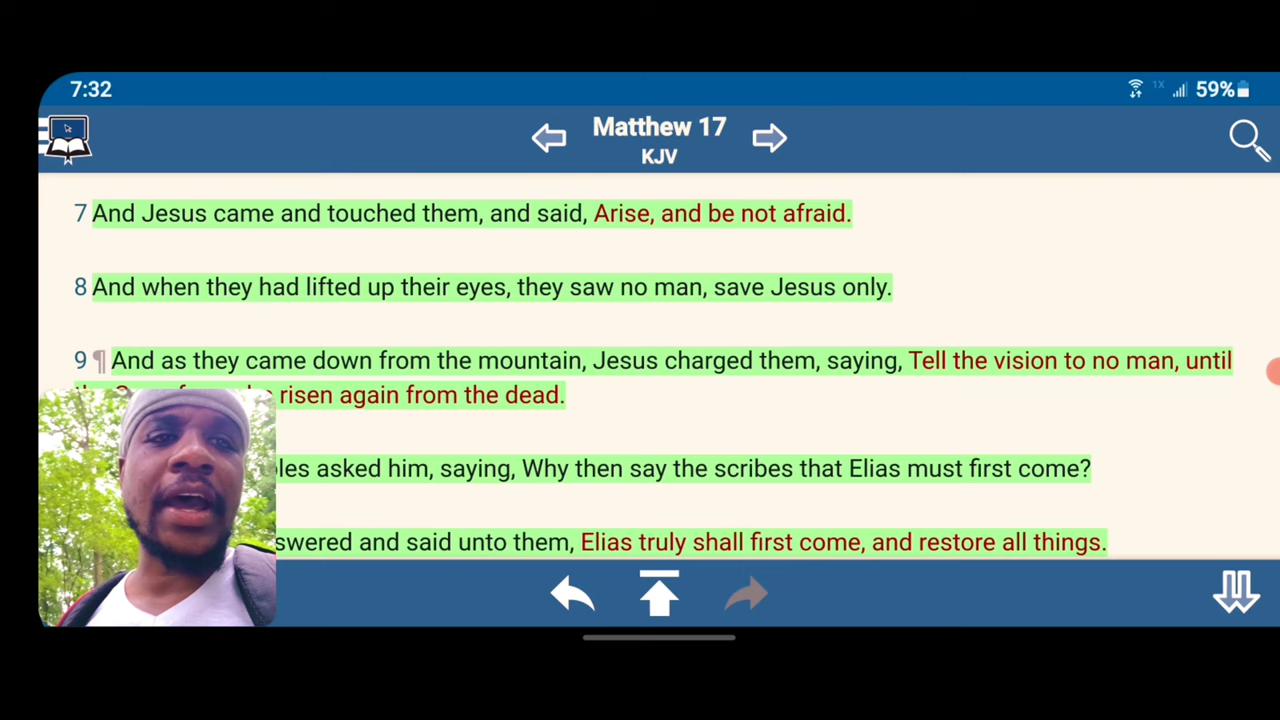 7:32
1X
59%
Matthew 17
KJV
7 And Jesus came and touched them, and said, Arise, and be not afraid.
8 And when they had lifted up their eyes, they saw no man, save Jesus only.
9 ¶ And as they came down from the mountain, Jesus charged them, saying, Tell the vision to no man, until
risen again from the dead.
ples asked him, saying, Why then say the scribes that Elias must first come?
swered and said unto them, Elias truly shall first come, and restore all things.